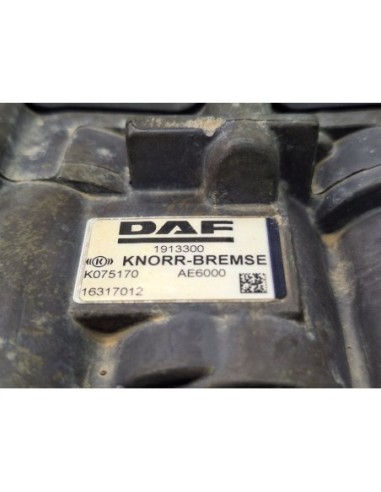 DAF
1913300
K KNORR-BREMSE
K075170 AE6000
16317012